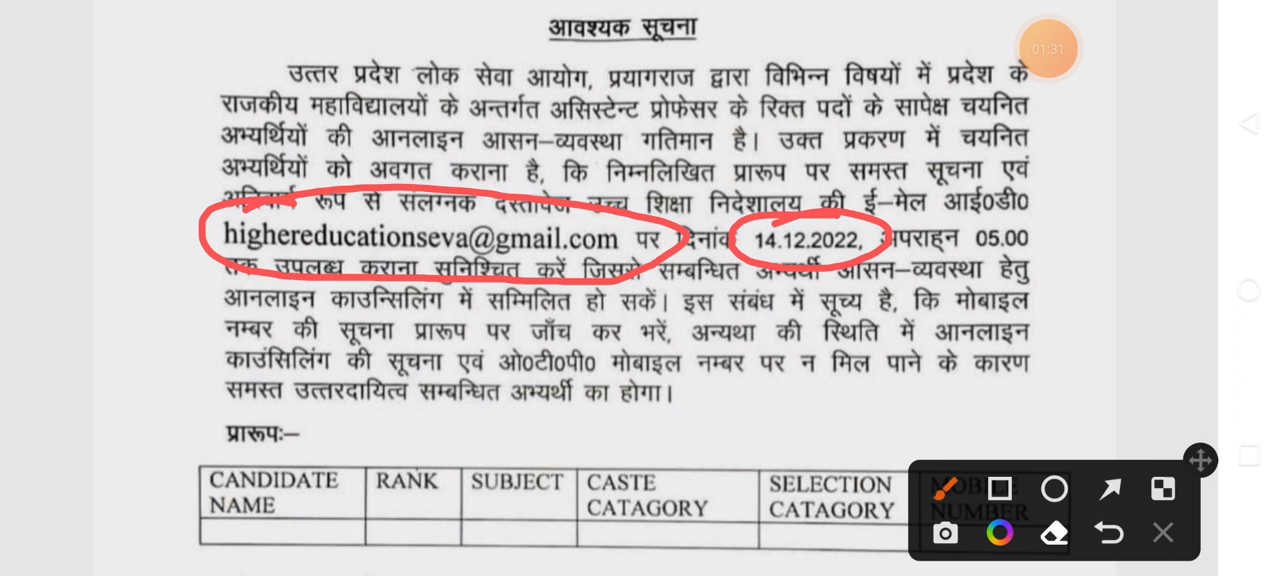 आवश्यक सूचना
01:31
उत्तर प्रदेश लोक सेवा आयोग, प्रयागराज द्वारा विभिन्न विषयों में प्रदेश के
राजकीय महाविद्यालयों के अन्तर्गत असिस्टेन्ट प्रोफेसर के रिक्त पदों के सापेक्ष चयनित
अभ्यर्थियों की आनलाइन आसन–व्यवस्था गतिमान है। उक्त प्रकरण में चयनित
अभ्यर्थियों को अवगत कराना है, कि निम्नलिखित प्रारूप पर समस्त सूचना एवं
अनिवार्य रूप से संलग्नक दस्तावेज उच्च शिक्षा निदेशालय की ई–मेल आई0डी0
highereducationseva@gmail.com पर दिनांक 14.12.2022, अपराह्न 05.00
तक उपलब्ध कराना सुनिश्चित करें जिससे सम्बन्धित अभ्यर्थी आसन–व्यवस्था हेतु
आनलाइन काउन्सिलिंग में सम्मिलित हो सकें। इस संबंध में सूच्य है, कि मोबाइल
नम्बर की सूचना प्रारूप पर जाँच कर भरें, अन्यथा की स्थिति में आनलाइन
काउंसिलिंग की सूचना एवं ओ0टी0पी0 मोबाइल नम्बर पर न मिल पाने के कारण
समस्त उत्तरदायित्व सम्बन्धित अभ्यर्थी का होगा।
प्रारूपः–
CANDIDATE NAME
RANK
SUBJECT
CASTE CATAGORY
SELECTION CATAGORY
MOBILE NUMBER